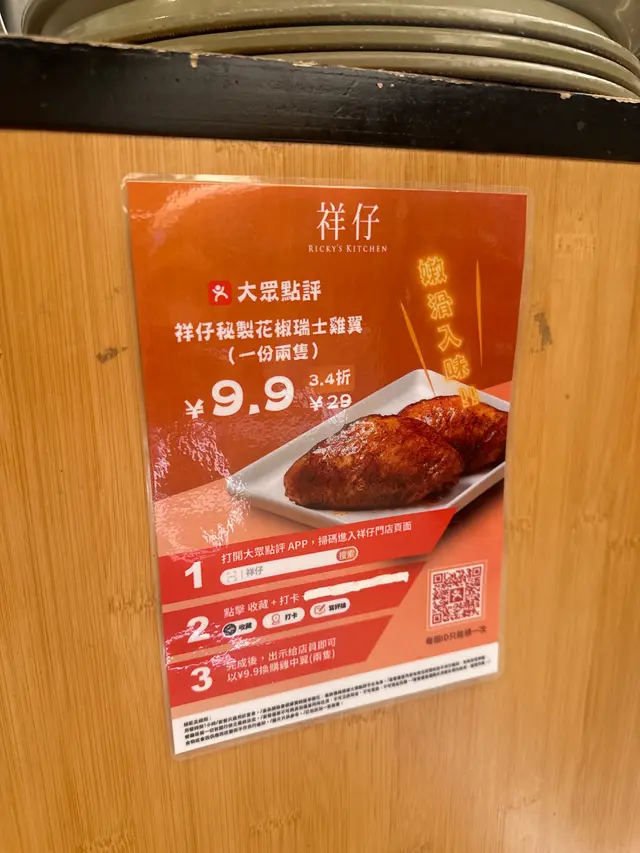 祥仔
RICKY'S KITCHEN
大眾點評
嫩滑入味
祥仔秘製花椒瑞士雞翼
(一份兩隻)
¥9.9
3.4折
¥29
1
打開大眾點評 APP，掃碼進入祥仔門店頁面
祥仔
搜索
2
點擊 收藏 + 打卡
收藏
打卡
寫評論
3
完成後，出示给店員即可
以¥9.9換購雞中翼(兩隻)
每個ID只能領一次